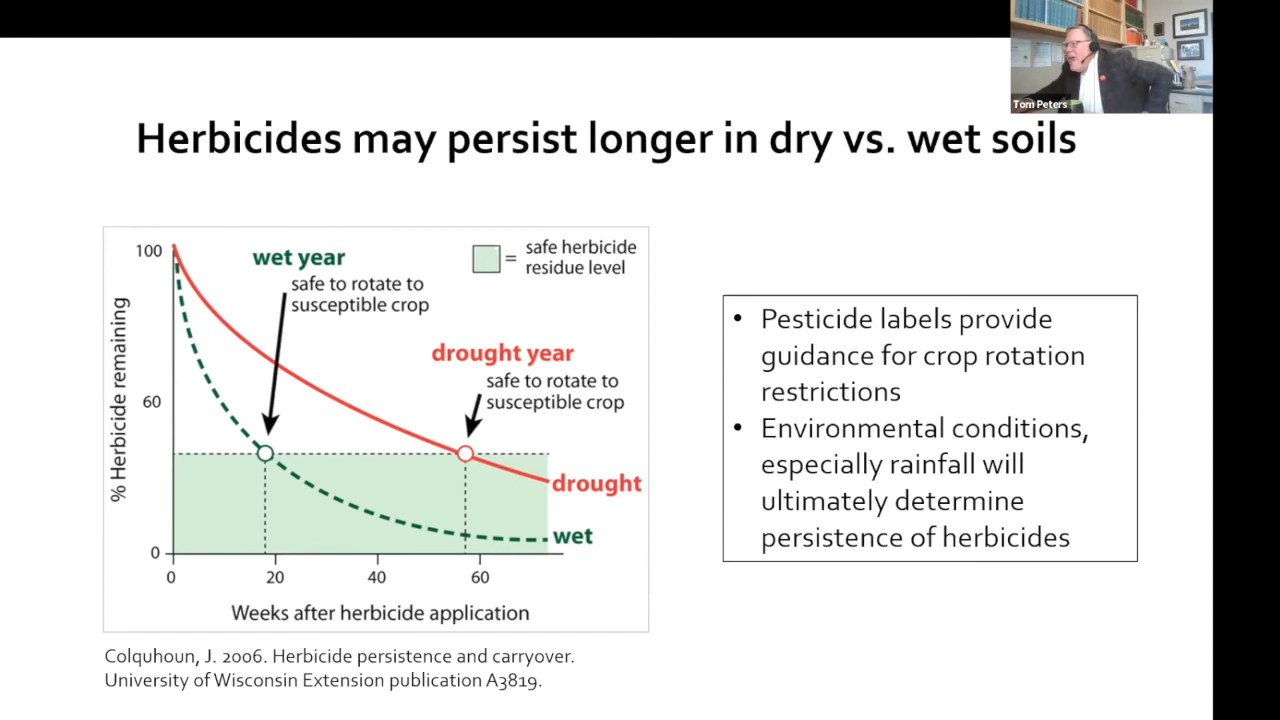 Tom Peters
Herbicides may persist longer in dry vs. wet soils
100
60
0
% Herbicide remaining
wet year
safe to rotate to
susceptible crop
= safe herbicide
residue level
drought year
safe to rotate to
susceptible crop
drought
wet
0 20 40 60
Weeks after herbicide application
Colquhoun, J. 2006. Herbicide persistence and carryover.
University of Wisconsin Extension publication A3819.
• Pesticide labels provide
guidance for crop rotation
restrictions
• Environmental conditions,
especially rainfall will
ultimately determine
persistence of herbicides